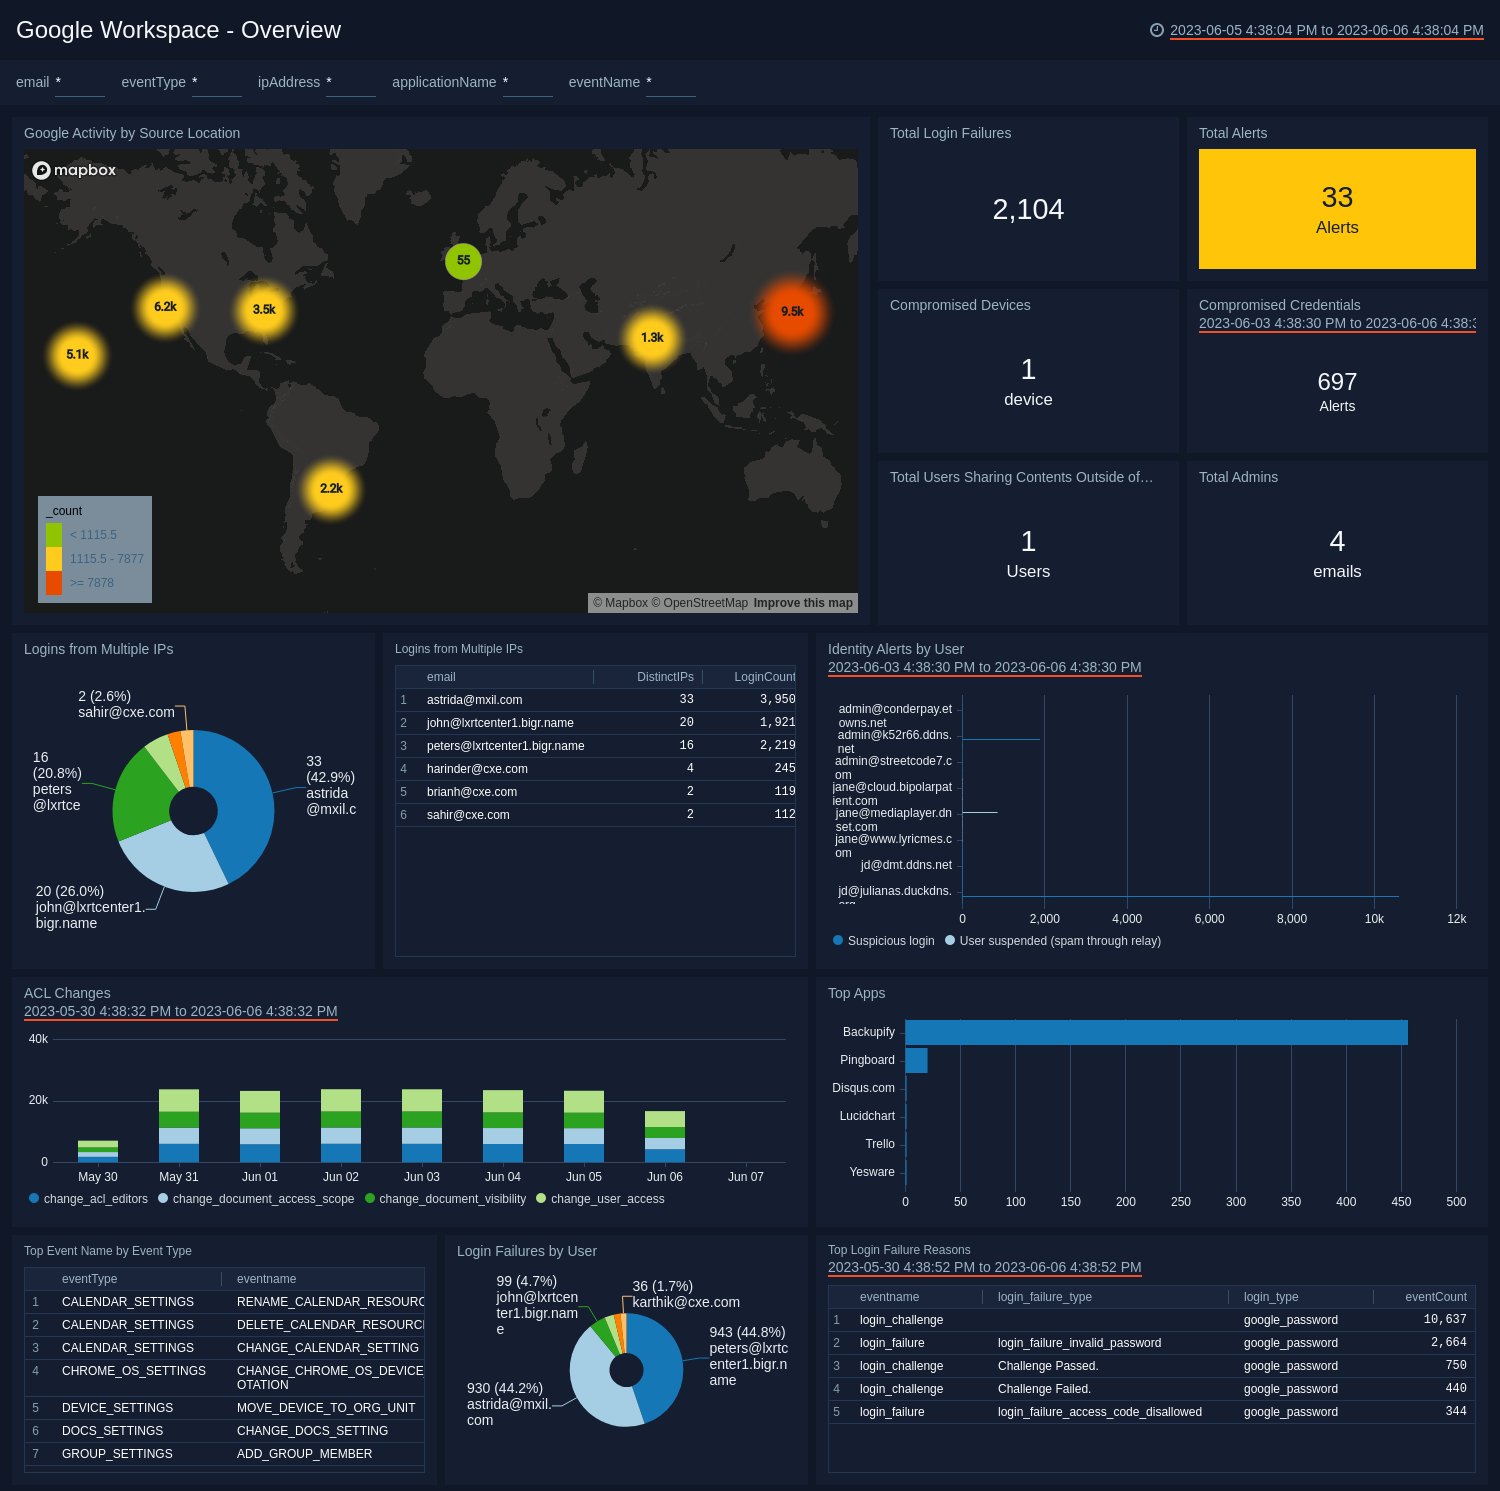 Google Workspace - Overview
2023-06-05 4:38:04 PM to 2023-06-06 4:38:04 PM
email * eventType * ipAddress * applicationName * eventName *
Google Activity by Source Location
mapbox
55
6.2k
3.5k
9.5k
1.3k
5.1k
2.2k
_count
< 1115.5
1115.5 - 7877
>= 7878
© Mapbox © OpenStreetMap Improve this map
Total Login Failures
2,104
Total Alerts
33
Alerts
Compromised Devices
1
device
Compromised Credentials
2023-06-03 4:38:30 PM to 2023-06-06 4:38:3
697
Alerts
Total Users Sharing Contents Outside of…
1
Users
Total Admins
4
emails
Logins from Multiple IPs
2 (2.6%)
sahir@cxe.com
16
(20.8%)
peters
@lxrtce
33
(42.9%)
astrida
@mxil.c
20 (26.0%)
john@lxrtcenter1.
bigr.name
Logins from Multiple IPs
email DistinctIPs LoginCount
1 astrida@mxil.com 33 3,950
2 john@lxrtcenter1.bigr.name 20 1,921
3 peters@lxrtcenter1.bigr.name 16 2,219
4 harinder@cxe.com 4 245
5 brianh@cxe.com 2 119
6 sahir@cxe.com 2 112
Identity Alerts by User
2023-06-03 4:38:30 PM to 2023-06-06 4:38:30 PM
admin@conderpay.et
owns.net
admin@k52r66.ddns.
net
admin@streetcode7.c
om
jane@cloud.bipolarpat
ient.com
jane@mediaplayer.dn
set.com
jane@www.lyricmes.c
om
jd@dmt.ddns.net
jd@julianas.duckdns.
org
0 2,000 4,000 6,000 8,000 10k 12k
Suspicious login User suspended (spam through relay)
ACL Changes
2023-05-30 4:38:32 PM to 2023-06-06 4:38:32 PM
40k
20k
0
May 30 May 31 Jun 01 Jun 02 Jun 03 Jun 04 Jun 05 Jun 06 Jun 07
change_acl_editors change_document_access_scope change_document_visibility change_user_access
Top Apps
Backupify
Pingboard
Disqus.com
Lucidchart
Trello
Yesware
0 50 100 150 200 250 300 350 400 450 500
Top Event Name by Event Type
eventType eventname
1 CALENDAR_SETTINGS RENAME_CALENDAR_RESOURC
2 CALENDAR_SETTINGS DELETE_CALENDAR_RESOURCI
3 CALENDAR_SETTINGS CHANGE_CALENDAR_SETTING
4 CHROME_OS_SETTINGS CHANGE_CHROME_OS_DEVICE_
OTATION
5 DEVICE_SETTINGS MOVE_DEVICE_TO_ORG_UNIT
6 DOCS_SETTINGS CHANGE_DOCS_SETTING
7 GROUP_SETTINGS ADD_GROUP_MEMBER
Login Failures by User
99 (4.7%)
john@lxrtcen
ter1.bigr.nam
e
36 (1.7%)
karthik@cxe.com
943 (44.8%)
peters@lxrtc
enter1.bigr.n
ame
930 (44.2%)
astrida@mxil.
com
Top Login Failure Reasons
2023-05-30 4:38:52 PM to 2023-06-06 4:38:52 PM
eventname login_failure_type login_type eventCount
1 login_challenge google_password 10,637
2 login_failure login_failure_invalid_password google_password 2,664
3 login_challenge Challenge Passed. google_password 750
4 login_challenge Challenge Failed. google_password 440
5 login_failure login_failure_access_code_disallowed google_password 344